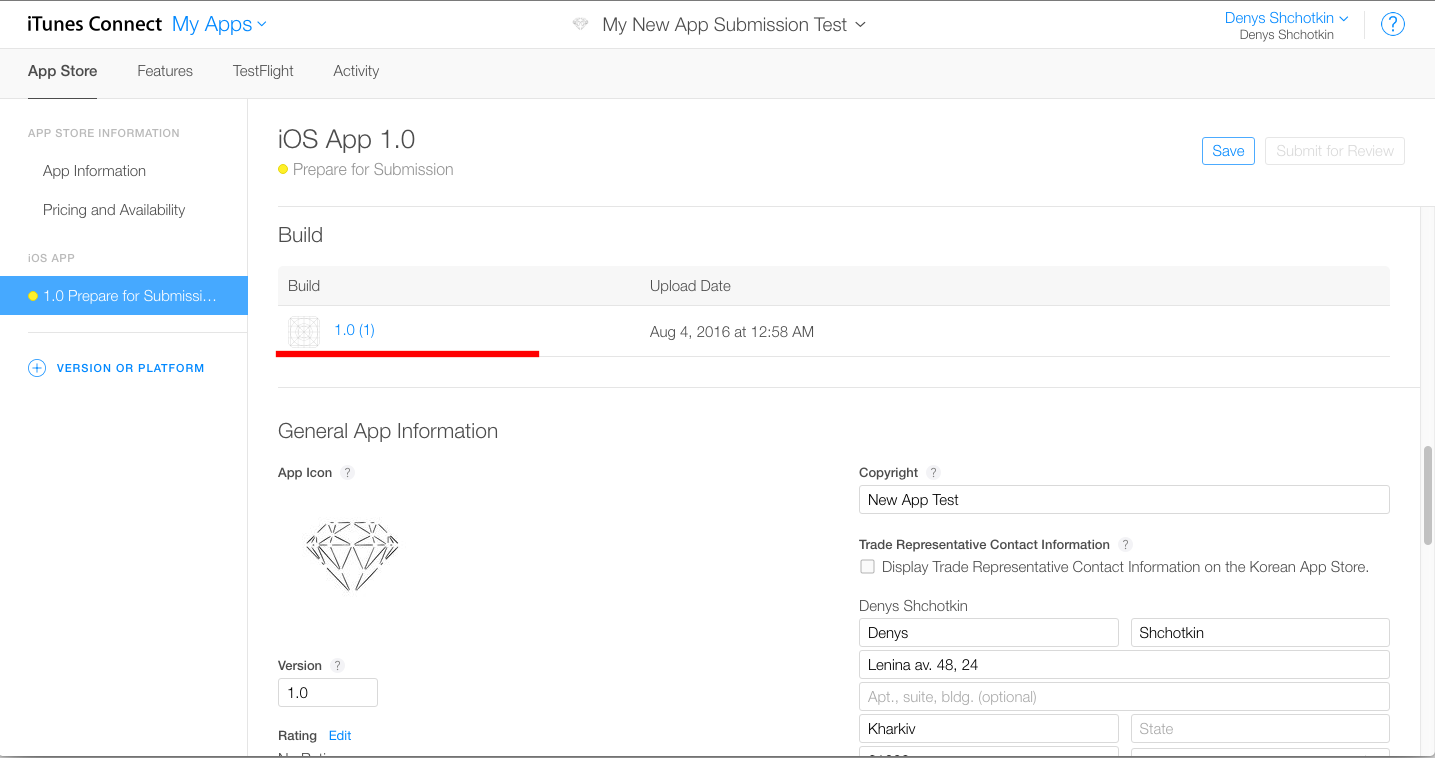 iTunes Connect My Apps
My New App Submission Test
Denys Shchotkin
Denys Shchotkin
?
App Store
Features
TestFlight
Activity
APP STORE INFORMATION
App Information
Pricing and Availability
iOS APP
1.0 Prepare for Submissi...
VERSION OR PLATFORM
iOS App 1.0
Prepare for Submission
Save
Submit for Review
Build
Build
Upload Date
1.0 (1)
Aug 4, 2016 at 12:58 AM
General App Information
App Icon ?
Version ?
1.0
Rating Edit
Copyright ?
New App Test
Trade Representative Contact Information ?
Display Trade Representative Contact Information on the Korean App Store.
Denys Shchotkin
Denys
Shchotkin
Lenina av. 48, 24
Apt., suite, bldg. (optional)
Kharkiv
State